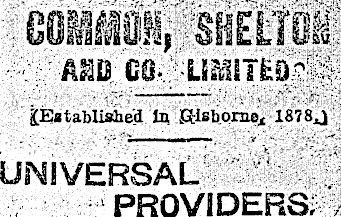 COMMON, SHELTON
AND CO. LIMITED.
(Established in Gisborne, 1878.)
UNIVERSAL
PROVIDERS.